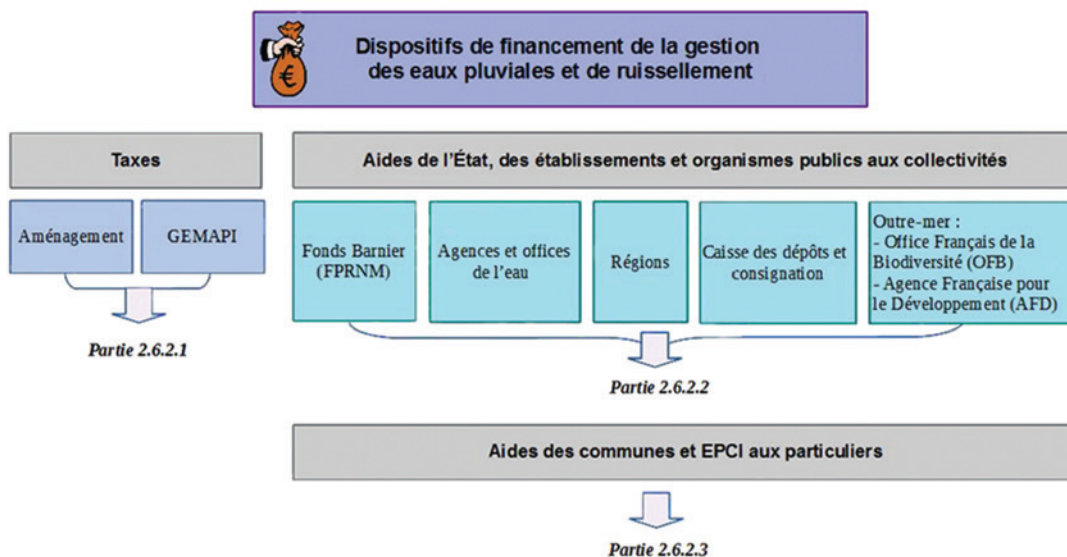 Dispositifs de financement de la gestion
des eaux pluviales et de ruissellement
€
Taxes
Aides de l'État, des établissements et organismes publics aux collectivités
Aménagement
GEMAPI
Fonds Barnier
(FPRNM)
Agences et offices
de l'eau
Régions
Caisse des dépôts et
consignation
Outre-mer :
- Office Français de la
Biodiversité (OFB)
- Agence Française pour
le Développement (AFD)
Partie 2.6.2.1
Partie 2.6.2.2
Aides des communes et EPCI aux particuliers
Partie 2.6.2.3